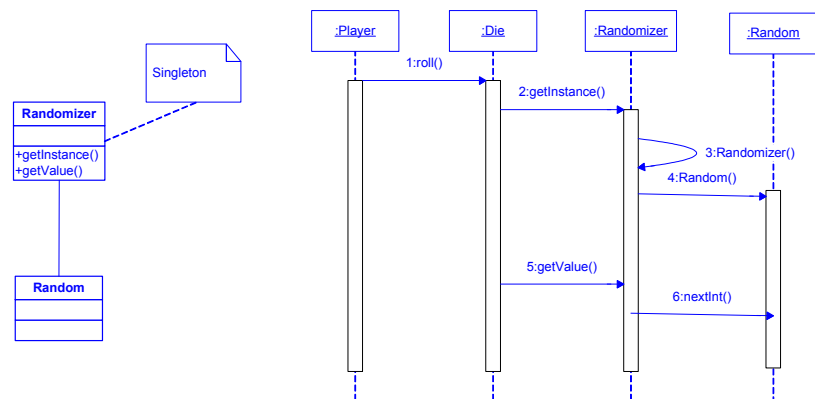 Singleton
Randomizer
+getInstance()
+getValue()
Random
:Player
:Die
:Randomizer
:Random
1:roll()
2:getInstance()
3:Randomizer()
4:Random()
5:getValue()
6:nextInt()